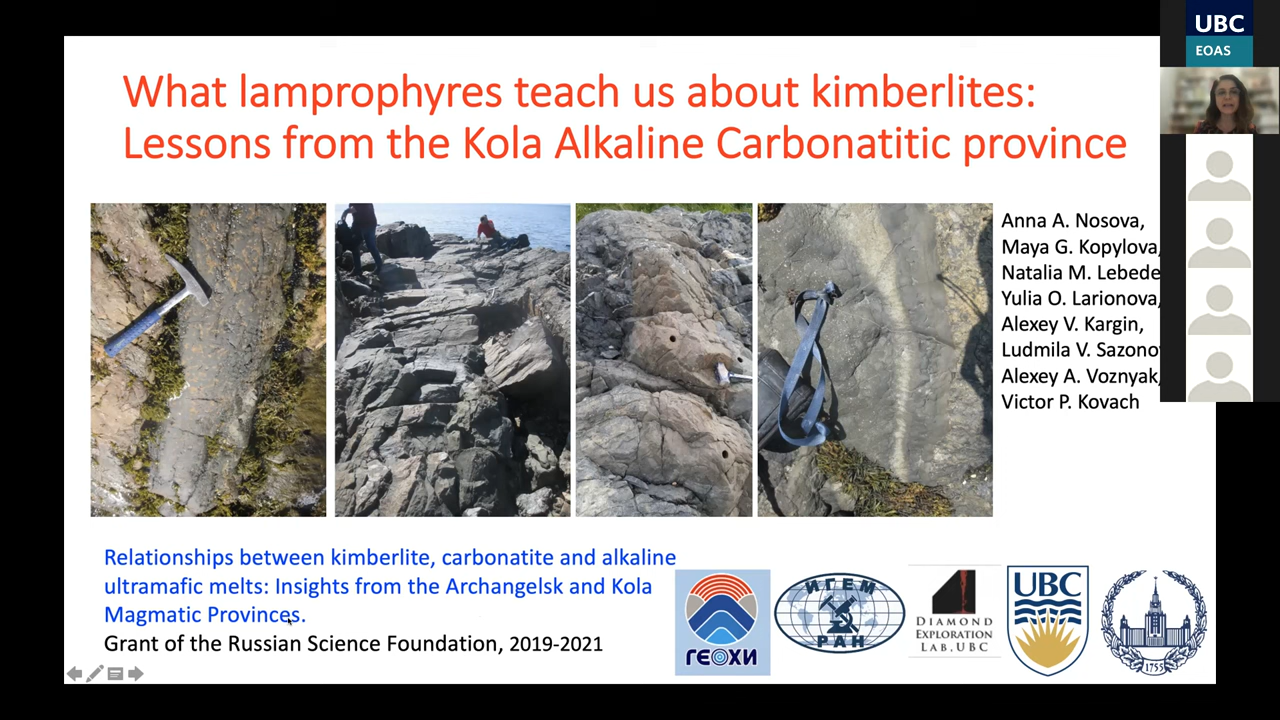 UBC
EOAS
What lamprophyres teach us about kimberlites:
Lessons from the Kola Alkaline Carbonatitic province
Anna A. Nosova,
Maya G. Kopylova,
Natalia M. Lebede
Yulia O. Larionova,
Alexey V. Kargin,
Ludmila V. Sazono
Alexey A. Voznyak,
Victor P. Kovach
Relationships between kimberlite, carbonatite and alkaline
ultramafic melts: Insights from the Archangelsk and Kola
Magmatic Provinces.
Grant of the Russian Science Foundation, 2019-2021
ГЕОХИ
ИГЕМ
РАН
DIAMOND
EXPLORATION
LAB, UBC
UBC
1755